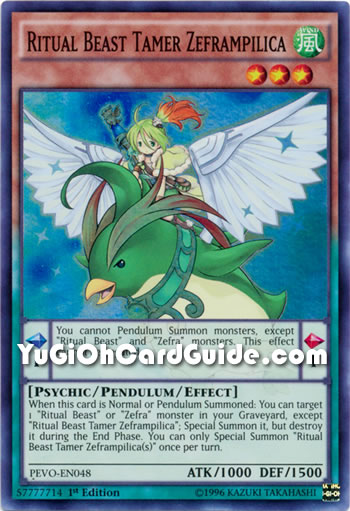 RITUAL BEAST TAMER ZEFRAMPILICA
風
You cannot Pendulum Summon monsters, except
"Ritual Beast" and "Zefra" monsters. This effect
YuGiOhCardGuide.com
[PSYCHIC/PENDULUM/EFFECT]
When this card is Normal or Pendulum Summoned: You can target
1 "Ritual Beast" or "Zefra" monster in your Graveyard, except
"Ritual Beast Tamer Zeframpilica"; Special Summon it, but destroy
it during the End Phase. You can only Special Summon "Ritual
Beast Tamer Zeframpilica(s)" once per turn.
PEVO-EN048 ATK/1000 DEF/1500
57777714 1st Edition ©1996 KAZUKI TAKAHASHI